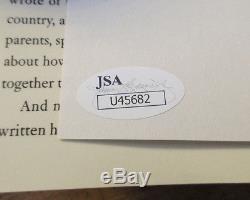 wrote of
country, a
parents, sp
about how
together t
And n
written h
JSA
U45682